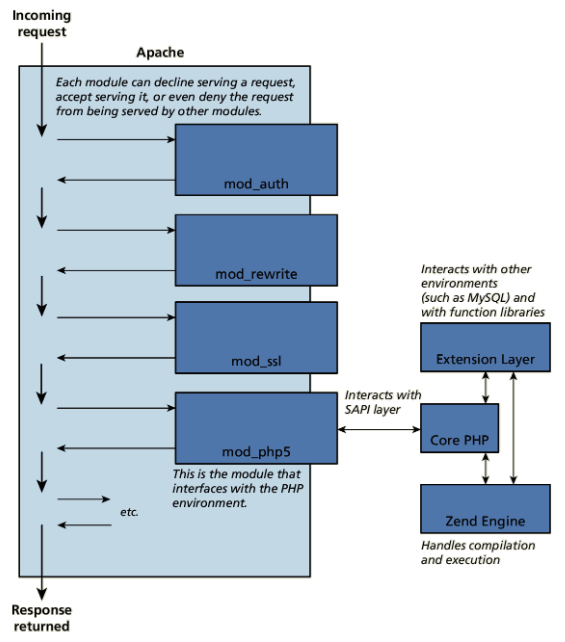 Incoming
request
Apache
Each module can decline serving a request,
accept serving it, or even deny the request
from being served by other modules.
mod_auth
mod_rewrite
mod_ssl
mod_php5
This is the module that
interfaces with the PHP
environment.
etc.
Response
returned
Interacts with
SAPI layer
Interacts with other
environments
(such as MySQL) and
with function libraries
Extension Layer
Core PHP
Zend Engine
Handles compilation
and execution